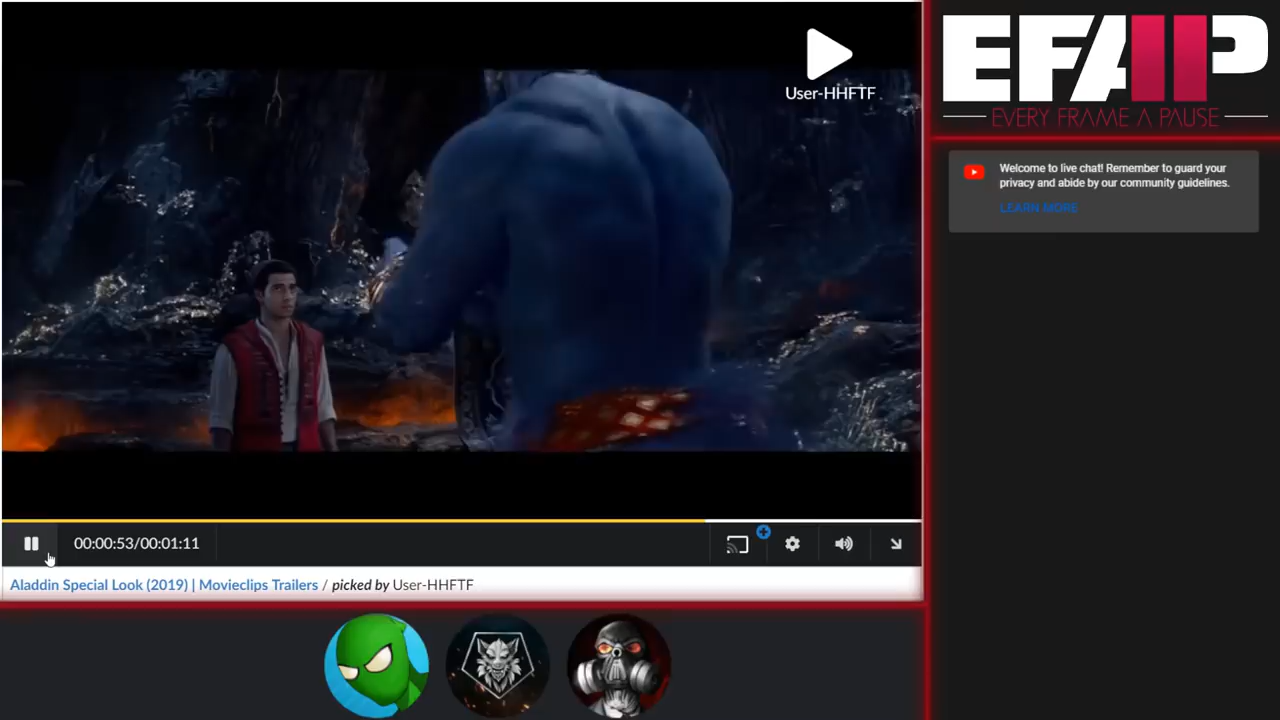 User-HHFTF
EFAP
EVERY FRAME A PAUSE
Welcome to live chat! Remember to guard your
privacy and abide by our community guidelines.
LEARN MORE
00:00:53/00:01:11
Aladdin Special Look (2019) | Movieclips Trailers / picked by User-HHFTF